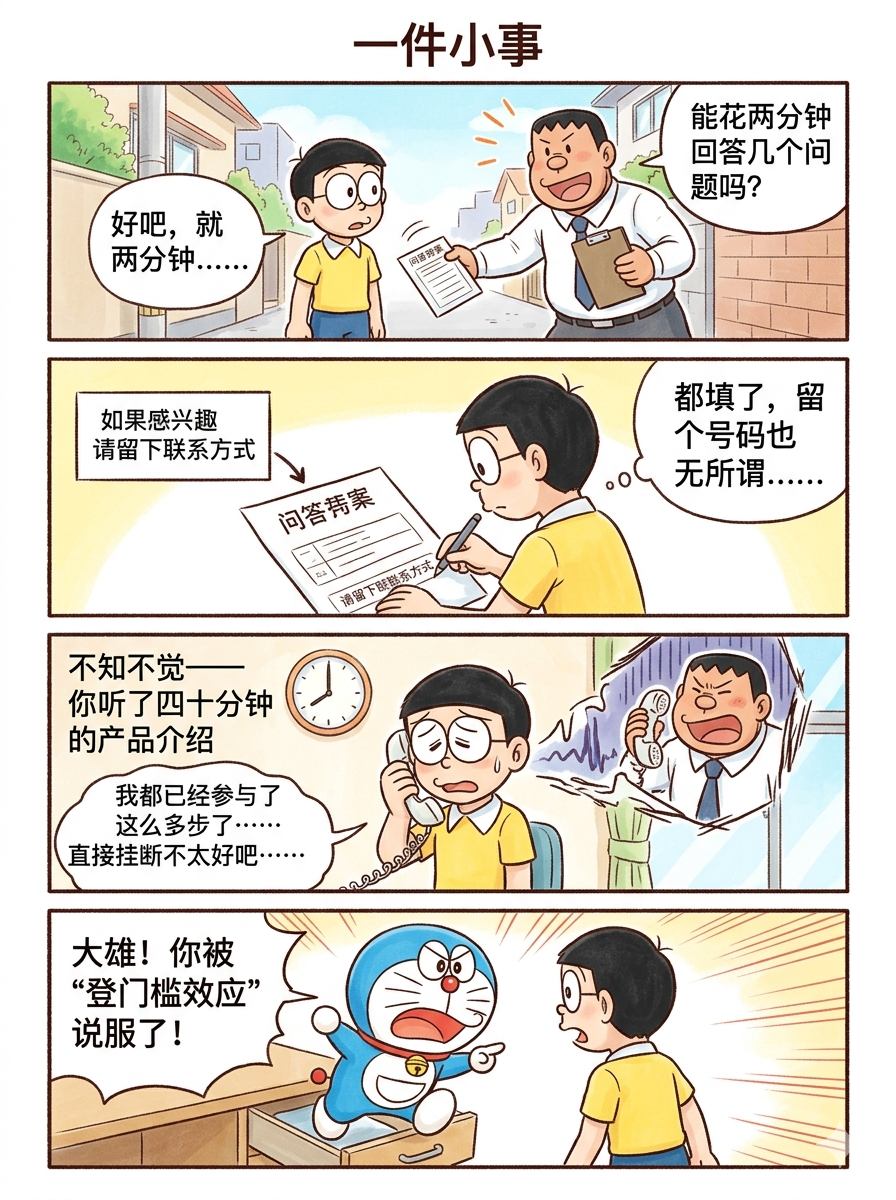 一件小事
能花两分钟
回答几个问
题吗？
好吧，就
两分钟……
如果感兴趣
请留下联系方式
都填了，留
个号码也
无所谓……
不知不觉——
你听了四十分钟
的产品介绍
我都已经参与了
这么多步了……
直接挂断不太好吧……
大雄！你被
“登门槛效应”
说服了！